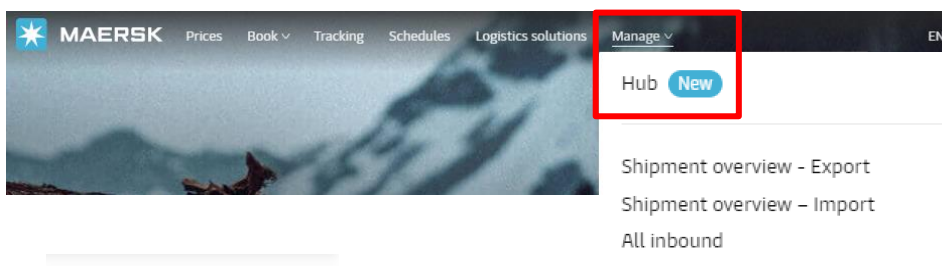 MAERSK Prices Book Tracking Schedules Logistics solutions Manage EN
Hub New
Shipment overview - Export
Shipment overview – Import
All inbound